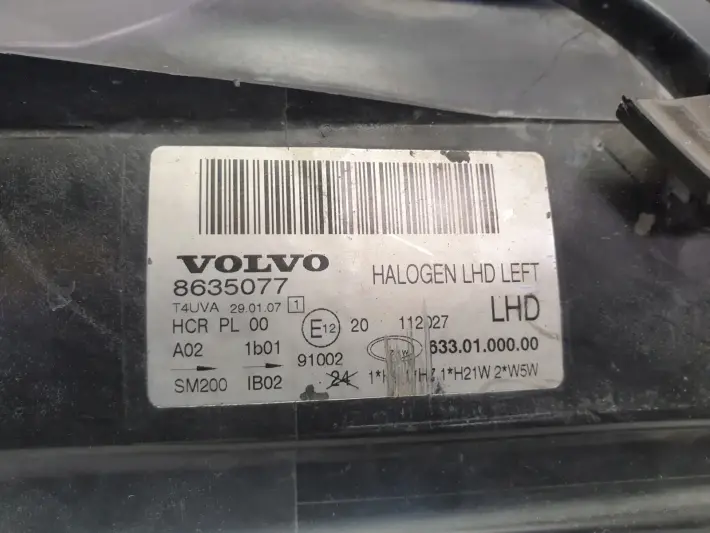 VOLVO HALOGEN LHD LEFT
8635077
T4UVA 29.01.07 1 LHD
HCR PL 00 E12 20 112027
A02 1b01 91002 633.01.000.00
SM200 IB02 24 1*H21W 2*W5W